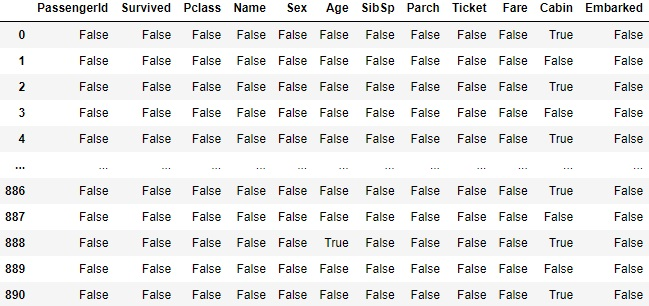 PassengerId Survived Pclass Name Sex Age SibSp Parch Ticket Fare Cabin Embarked
0 False False False False False False False False False False True False
1 False False False False False False False False False False False False
2 False False False False False False False False False False True False
3 False False False False False False False False False False False False
4 False False False False False False False False False False True False
... ... ... ... ... ... ... ... ... ... ... ... ...
886 False False False False False False False False False False True False
887 False False False False False False False False False False False False
888 False False False False False True False False False False True False
889 False False False False False False False False False False False False
890 False False False False False False False False False False True False